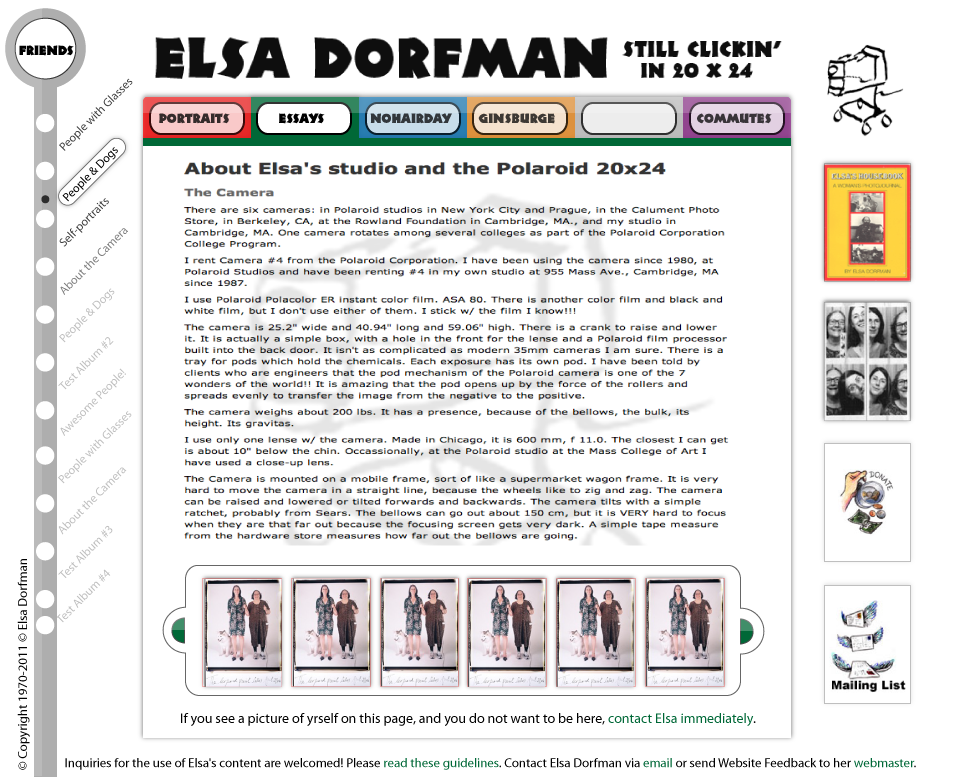 FRIENDS
ELSA DORFMAN
STILL CLICKIN'
IN 20 X 24
PORTRAITS
ESSAYS
NOHAIRDAY
GINSBURGE
COMMUTES
People with Glasses
People & Dogs
Self-portraits
About the Camera
People & Dogs
Test Album #2
Awesome People!
People with Glasses
About the Camera
Test Album #3
Test Album #4
© Copyright 1970-2011 © Elsa Dorfman
About Elsa's studio and the Polaroid 20x24
The Camera
There are six cameras: in Polaroid studios in New York City and Prague, in the Calument Photo
Store, in Berkeley, CA, at the Rowland Foundation in Cambridge, MA., and my studio in
Cambridge, MA. One camera rotates among several colleges as part of the Polaroid Corporation
College Program.
I rent Camera #4 from the Polaroid Corporation. I have been using the camera since 1980, at
Polaroid Studios and have been renting #4 in my own studio at 955 Mass Ave., Cambridge, MA
since 1987.
I use Polaroid Polacolor ER instant color film. ASA 80. There is another color film and black and
white film, but I don't use either of them. I stick w/ the film I know!!!
The camera is 25.2" wide and 40.94" long and 59.06" high. There is a crank to raise and lower
it. It is actually a simple box, with a hole in the front for the lense and a Polaroid film processor
built into the back door. It isn't as complicated as modern 35mm cameras I am sure. There is a
tray for pods which hold the chemicals. Each exposure has its own pod. I have been told by
clients who are engineers that the pod mechanism of the Polaroid camera is one of the 7
wonders of the world!! It is amazing that the pod opens up by the force of the rollers and
spreads evenly to transfer the image from the negative to the positive.
The camera weighs about 200 lbs. It has a presence, because of the bellows, the bulk, its
height. Its gravitas.
I use only one lense w/ the camera. Made in Chicago, it is 600 mm, f 11.0. The closest I can get
is about 10" below the chin. Occassionally, at the Polaroid studio at the Mass College of Art I
have used a close-up lens.
The Camera is mounted on a mobile frame, sort of like a supermarket wagon frame. It is very
hard to move the camera in a straight line, because the wheels like to zig and zag. The camera
can be raised and lowered or tilted forwards and backwards. The camera tilts with a simple
ratchet, probably from Sears. The bellows can go out about 150 cm, but it is VERY hard to focus
when they are that far out because the focusing screen gets very dark. A simple tape measure
from the hardware store measures how far out the bellows are going.
If you see a picture of yrself on this page, and you do not want to be here, contact Elsa immediately.
ELSA'S HOUSEBOOK
A WOMAN'S PHOTOJOURNAL
BY ELSA DORFMAN
DONATE
Mailing List
Inquiries for the use of Elsa's content are welcomed! Please read these guidelines. Contact Elsa Dorfman via email or send Website Feedback to her webmaster.